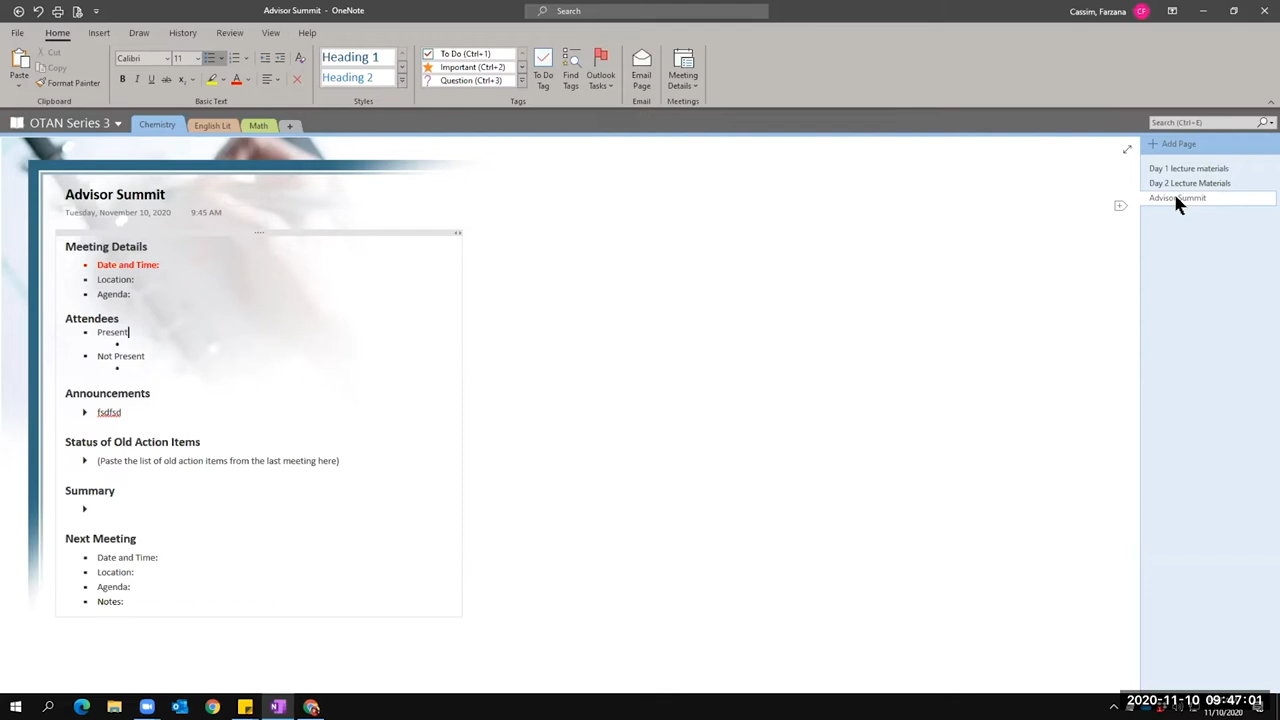 Advisor Summit - OneNote
Search
Cassim, Farzana
CF
File Home Insert Draw History Review View Help
Paste
Cut
Copy
Format Painter
Clipboard
Calibri 11
Basic Text
Heading 1
Heading 2
Styles
To Do (Ctrl+1)
Important (Ctrl+2)
Question (Ctrl+3)
Tags
To Do Tag
Find Tags
Outlook Tasks
Email Page
Email
Meeting Details
Meetings
OTAN Series 3
Chemistry
English Lit
Math
Search (Ctrl+E)
Add Page
Day 1 lecture materials
Day 2 Lecture Materials
Advisor Summit
Advisor Summit
Tuesday, November 10, 2020 9:45 AM
Meeting Details
Date and Time:
Location:
Agenda:
Attendees
Present
Not Present
Announcements
fsdfsd
Status of Old Action Items
(Paste the list of old action items from the last meeting here)
Summary
Next Meeting
Date and Time:
Location:
Agenda:
Notes:
2020-11-10 09:47:01
11/10/2020